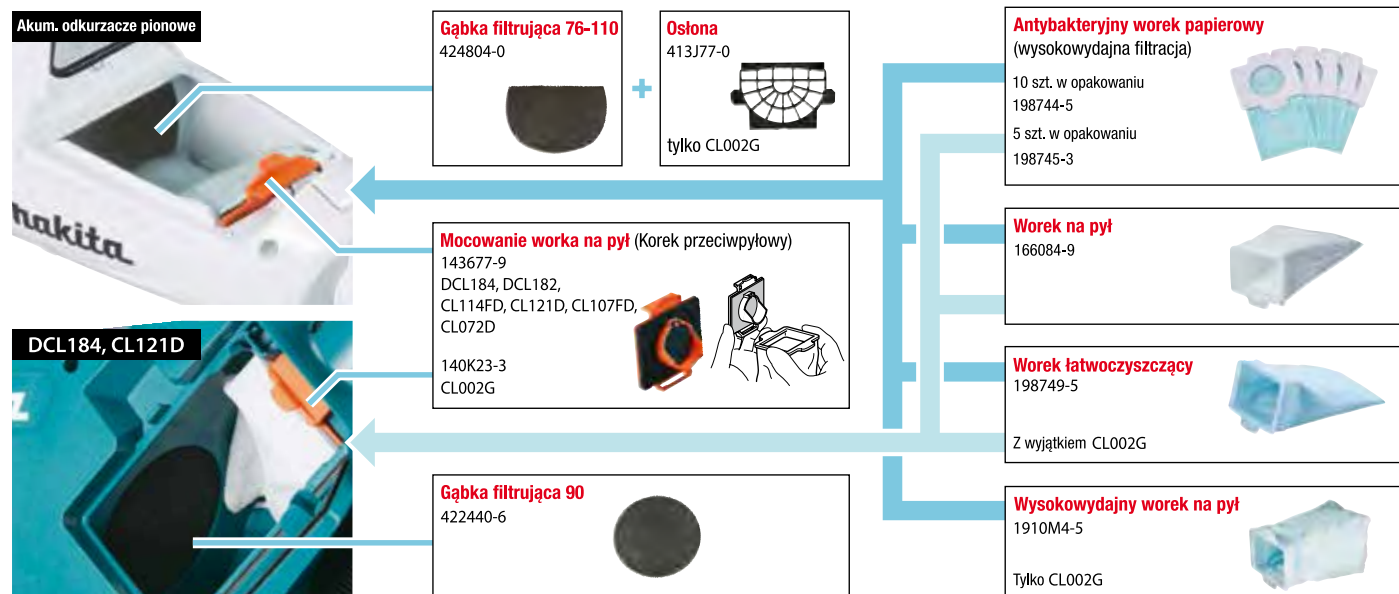 Akum. odkurzacze pionowe
makita
DCL184, CL121D
Gąbka filtrująca 76-110
424804-0
+
Osłona
413J77-0
tylko CL002G
Mocowanie worka na pył (Korek przeciwpyłowy)
143677-9
DCL184, DCL182,
CL114FD, CL121D, CL107FD,
CL072D
140K23-3
CL002G
Gąbka filtrująca 90
422440-6
Antybakteryjny worek papierowy
(wysokowydajna filtracja)
10 szt. w opakowaniu
198744-5
5 szt. w opakowaniu
198745-3
Worek na pył
166084-9
Worek łatwoczyszczący
198749-5
Z wyjątkiem CL002G
Wysokowydajny worek na pył
1910M4-5
Tylko CL002G